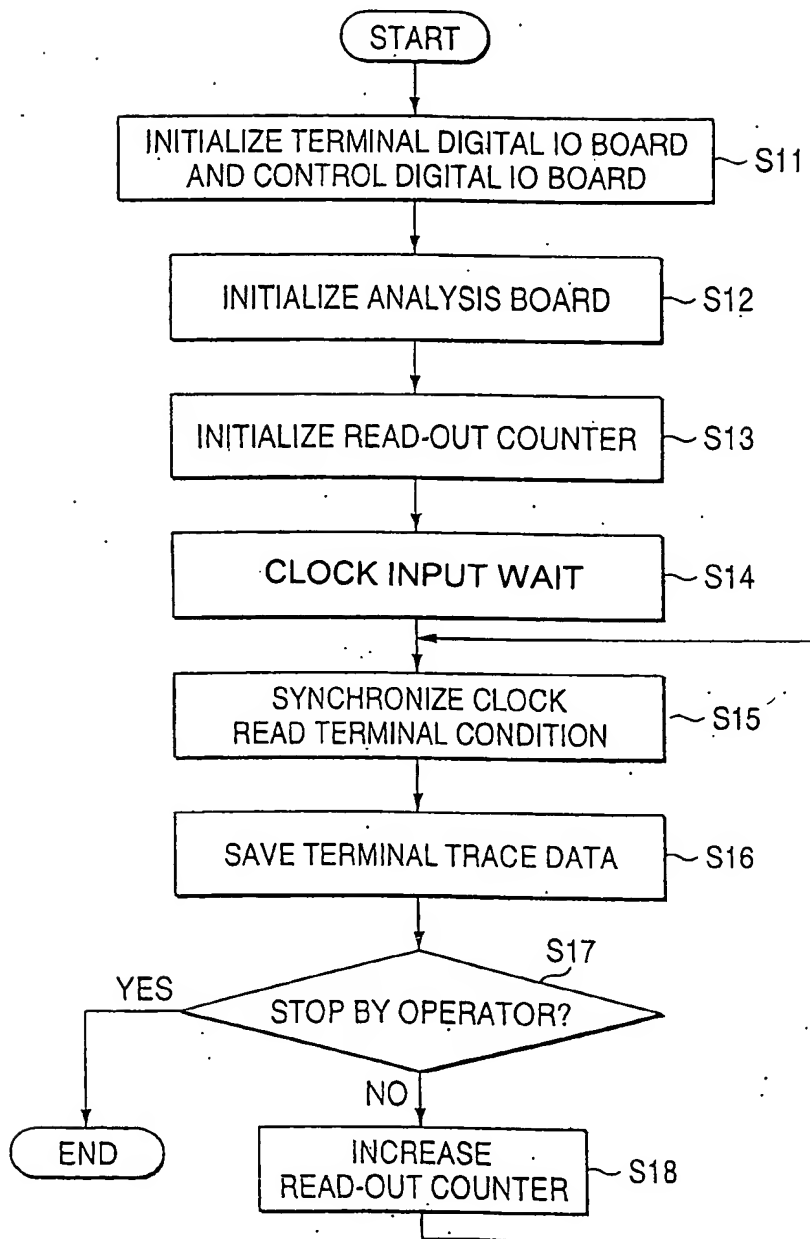 START
INITIALIZE TERMINAL DIGITAL IO BOARD
AND CONTROL DIGITAL IO BOARD
S11
INITIALIZE ANALYSIS BOARD
S12
INITIALIZE READ-OUT COUNTER
S13
CLOCK INPUT WAIT
S14
SYNCHRONIZE CLOCK
READ TERMINAL CONDITION
S15
SAVE TERMINAL TRACE DATA
S16
S17
YES
STOP BY OPERATOR?
NO
END
INCREASE
READ-OUT COUNTER
S18